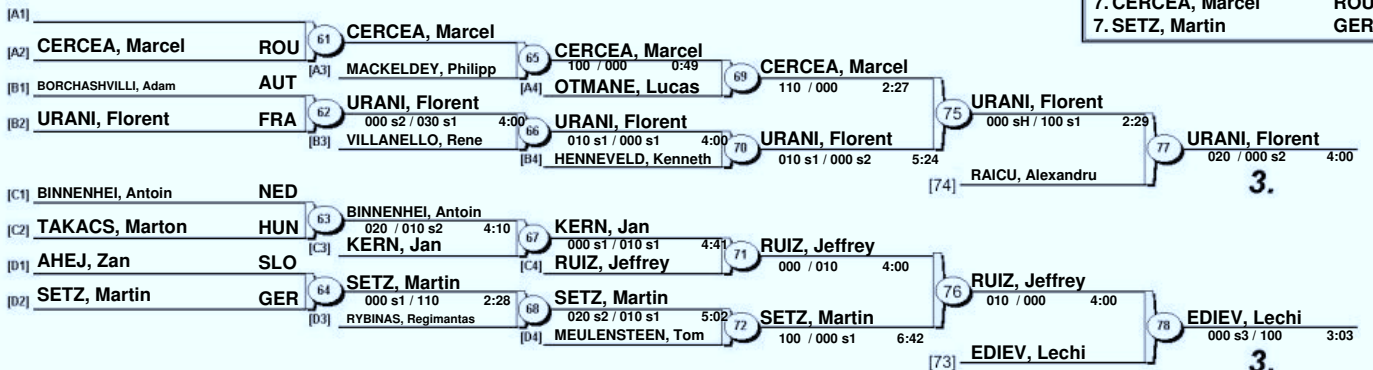 7. CERCEA, Marcel ROU
7. SETZ, Martin GER
[A1]
[A2] CERCEA, Marcel ROU
61 CERCEA, Marcel
[A3] MACKELDEY, Philipp
65 CERCEA, Marcel
100 / 000 0:49
[A4] OTMANE, Lucas
69 CERCEA, Marcel
110 / 000 2:27
[B1] BORCHASHVILLI, Adam AUT
[B2] URANI, Florent FRA
62 URANI, Florent
000 s2 / 030 s1 4:00
[B3] VILLANELLO, Rene
66 URANI, Florent
010 s1 / 000 s1 4:00
[B4] HENNEVELD, Kenneth
70 URANI, Florent
010 s1 / 000 s2 5:24
75 URANI, Florent
000 sH / 100 s1 2:29
[74] RAICU, Alexandru
77 URANI, Florent
020 / 000 s2 4:00
3.
[C1] BINNENHEI, Antoin NED
[C2] TAKACS, Marton HUN
63 BINNENHEI, Antoin
020 / 010 s2 4:10
[C3] KERN, Jan
67 KERN, Jan
000 s1 / 010 s1 4:41
[C4] RUIZ, Jeffrey
71 RUIZ, Jeffrey
000 / 010 4:00
[D1] AHEJ, Zan SLO
[D2] SETZ, Martin GER
64 SETZ, Martin
000 s1 / 110 2:28
[D3] RYBINAS, Regimantas
68 SETZ, Martin
020 s2 / 010 s1 5:02
[D4] MEULENSTEEN, Tom
72 SETZ, Martin
100 / 000 s1 6:42
76 RUIZ, Jeffrey
010 / 000 4:00
[73] EDIEV, Lechi
78 EDIEV, Lechi
000 s3 / 100 3:03
3.